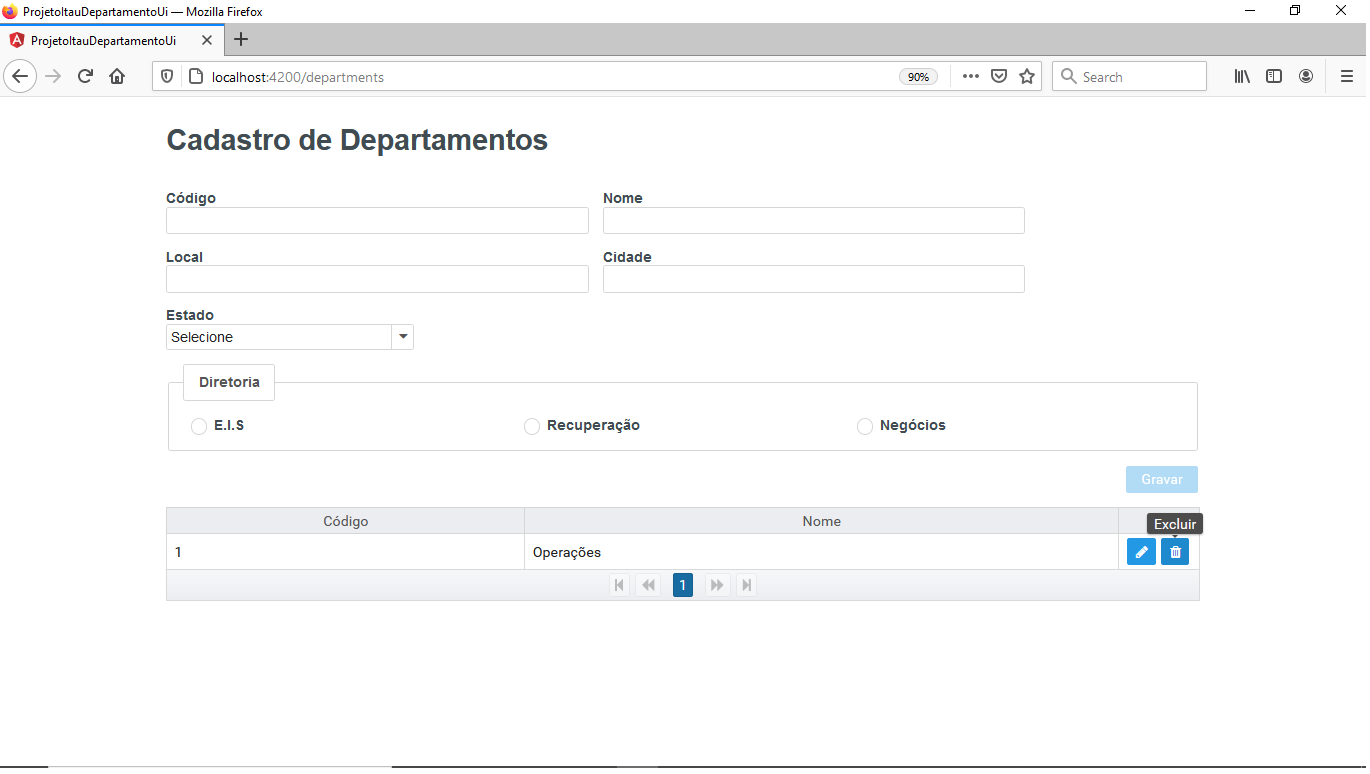 ProjetoItauDepartamentoUi — Mozilla Firefox
ProjetoItauDepartamentoUi
localhost:4200/departments
90%
Search
Cadastro de Departamentos
Código
Nome
Local
Cidade
Estado
Selecione
Diretoria
E.I.S
Recuperação
Negócios
Gravar
Código
Nome
Excluir
1
Operações
1